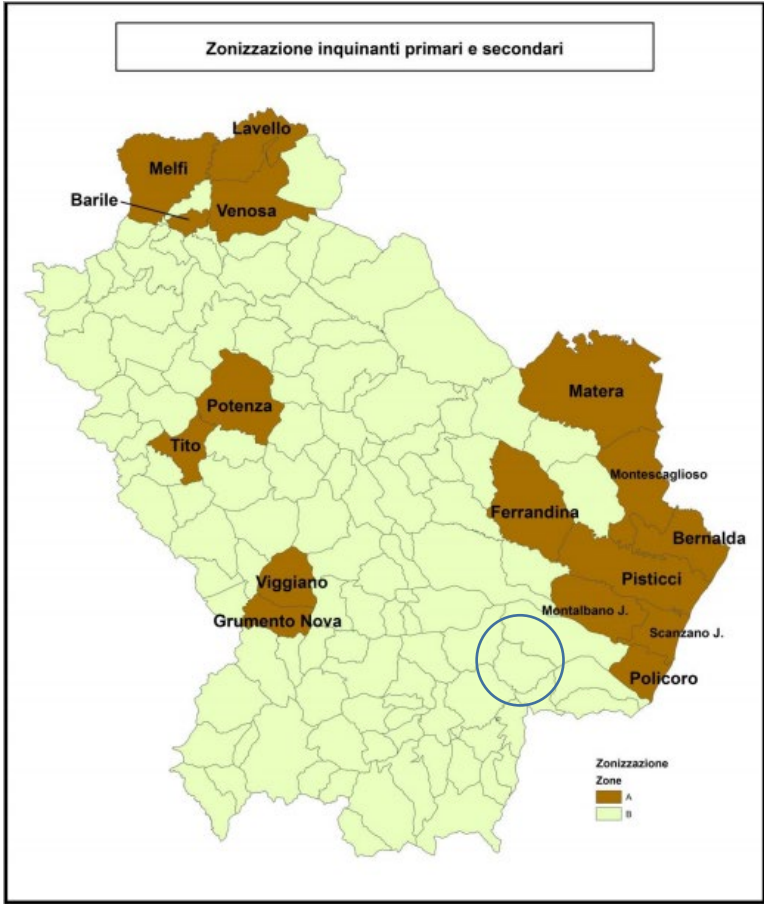 Zonizzazione inquinanti primari e secondari
Lavello
Melfi
Barile
Venosa
Matera
Potenza
Tito
Montescaglioso
Ferrandina
Bernalda
Viggiano
Pisticci
Montalbano J.
Grumento Nova
Scanzano J.
Policoro
Zonizzazione
Zone
A
B